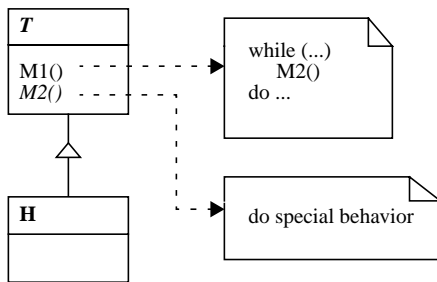 T
M1()
M2()
H
while (...)
M2()
do ...
do special behavior